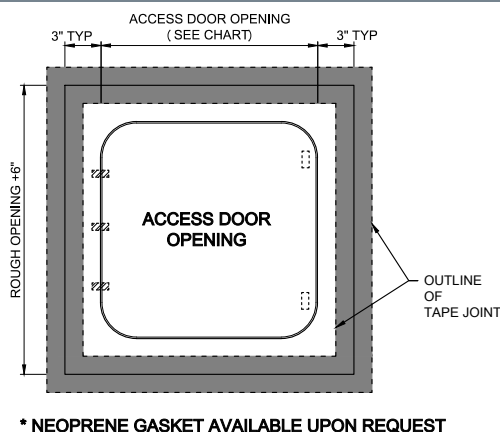 ACCESS DOOR OPENING
( SEE CHART)
3" TYP
3" TYP
ROUGH OPENING +6"
ACCESS DOOR
OPENING
OUTLINE
OF
TAPE JOINT
* NEOPRENE GASKET AVAILABLE UPON REQUEST